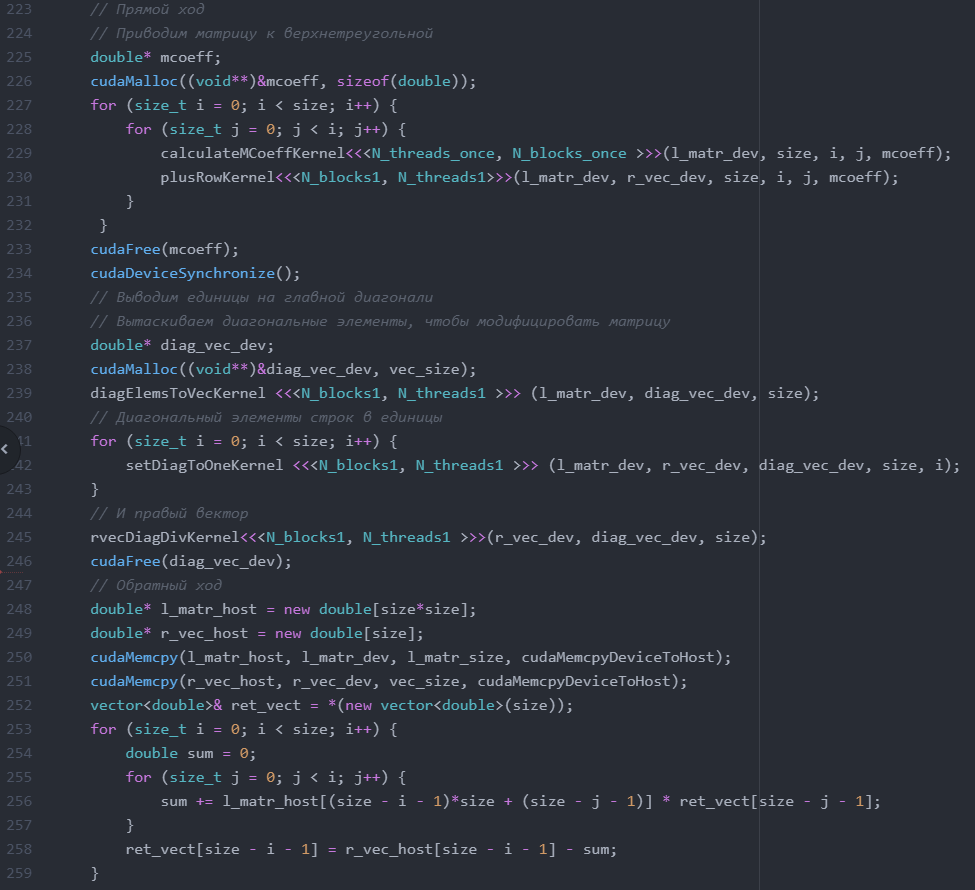 223 // Прямой ход
224 // Приводим матрицу к верхнетреугольной
225 double* mcoeff;
226 cudaMalloc((void**)&mcoeff, sizeof(double));
227 for (size_t i = 0; i < size; i++) {
228 for (size_t j = 0; j < i; j++) {
229 calculateMCoeffKernel<<<N_threads_once, N_blocks_once >>>(l_matr_dev, size, i, j, mcoeff);
230 plusRowKernel<<<N_blocks1, N_threads1>>>(l_matr_dev, r_vec_dev, size, i, j, mcoeff);
231 }
232 }
233 cudaFree(mcoeff);
234 cudaDeviceSynchronize();
235 // Выводим единицы на главной диагонали
236 // Вытаскиваем диагональные элементы, чтобы модифицировать матрицу
237 double* diag_vec_dev;
238 cudaMalloc((void**)&diag_vec_dev, vec_size);
239 diagElemsToVecKernel <<<N_blocks1, N_threads1 >>> (l_matr_dev, diag_vec_dev, size);
240 // Диагональный элементы строк в единицы
41 for (size_t i = 0; i < size; i++) {
42 setDiagToOneKernel <<<N_blocks1, N_threads1 >>> (l_matr_dev, r_vec_dev, diag_vec_dev, size, i);
243 }
244 // И правый вектор
245 rvecDiagDivKernel<<<N_blocks1, N_threads1 >>>(r_vec_dev, diag_vec_dev, size);
246 cudaFree(diag_vec_dev);
247 // Обратный ход
248 double* l_matr_host = new double[size*size];
249 double* r_vec_host = new double[size];
250 cudaMemcpy(l_matr_host, l_matr_dev, l_matr_size, cudaMemcpyDeviceToHost);
251 cudaMemcpy(r_vec_host, r_vec_dev, vec_size, cudaMemcpyDeviceToHost);
252 vector<double>& ret_vect = *(new vector<double>(size));
253 for (size_t i = 0; i < size; i++) {
254 double sum = 0;
255 for (size_t j = 0; j < i; j++) {
256 sum += l_matr_host[(size - i - 1)*size + (size - j - 1)] * ret_vect[size - j - 1];
257 }
258 ret_vect[size - i - 1] = r_vec_host[size - i - 1] - sum;
259 }